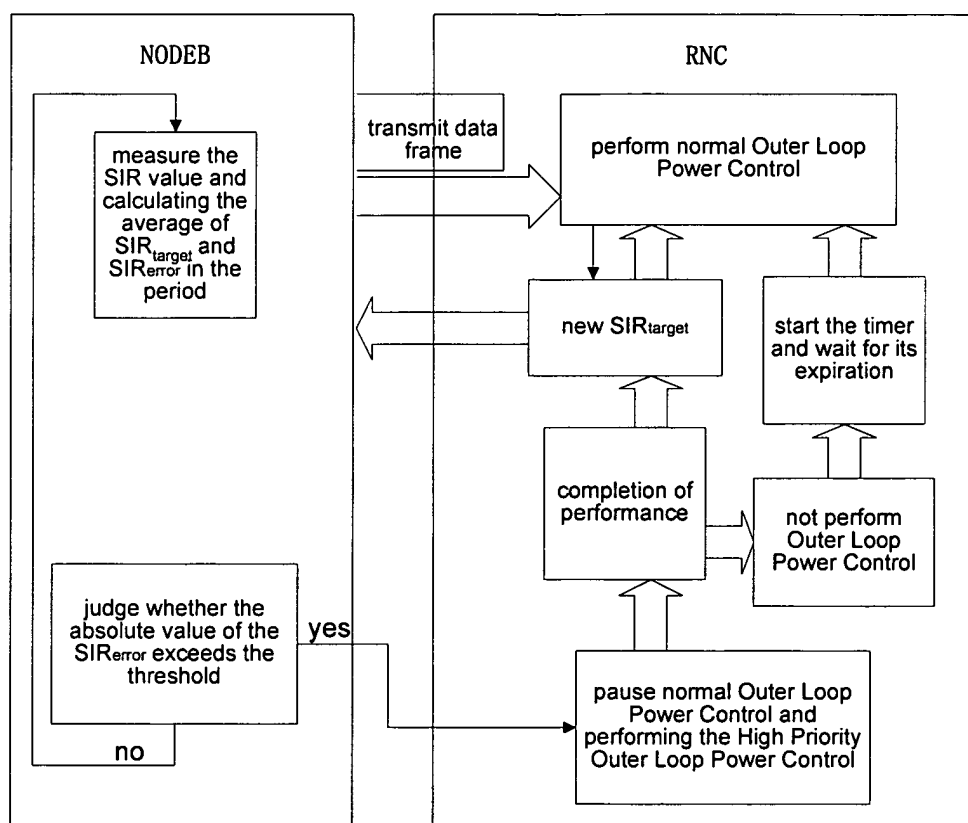 NODEB
measure the
SIR value and
calculating the
average of
SIRtarget and
SIRerror in the
period
judge whether the
absolute value of the
SIRerror exceeds the
threshold
yes
no
transmit data
frame
RNC
perform normal Outer Loop
Power Control
new SIRtarget
start the timer
and wait for its
expiration
completion of
performance
not perform
Outer Loop
Power Control
pause normal Outer Loop
Power Control and
performing the High Priority
Outer Loop Power Control